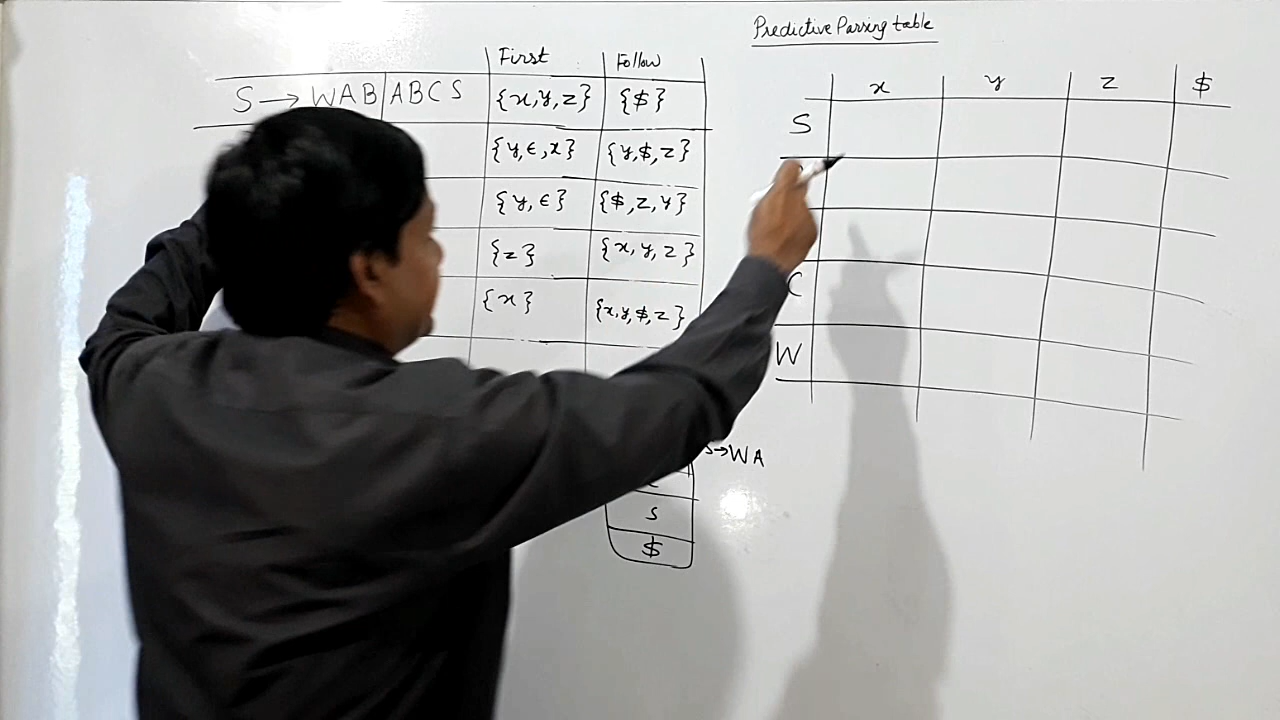 Predictive Parsing table
First Follow
S → WAB|ABCS {x,y,z} {$}
{y,ϵ,x} {y,$,z}
{y,ϵ} {$,z,y}
{z} {x,y,z}
{x} {x,y,$,z}
x y z $
S
C
W
S→WA
S
$